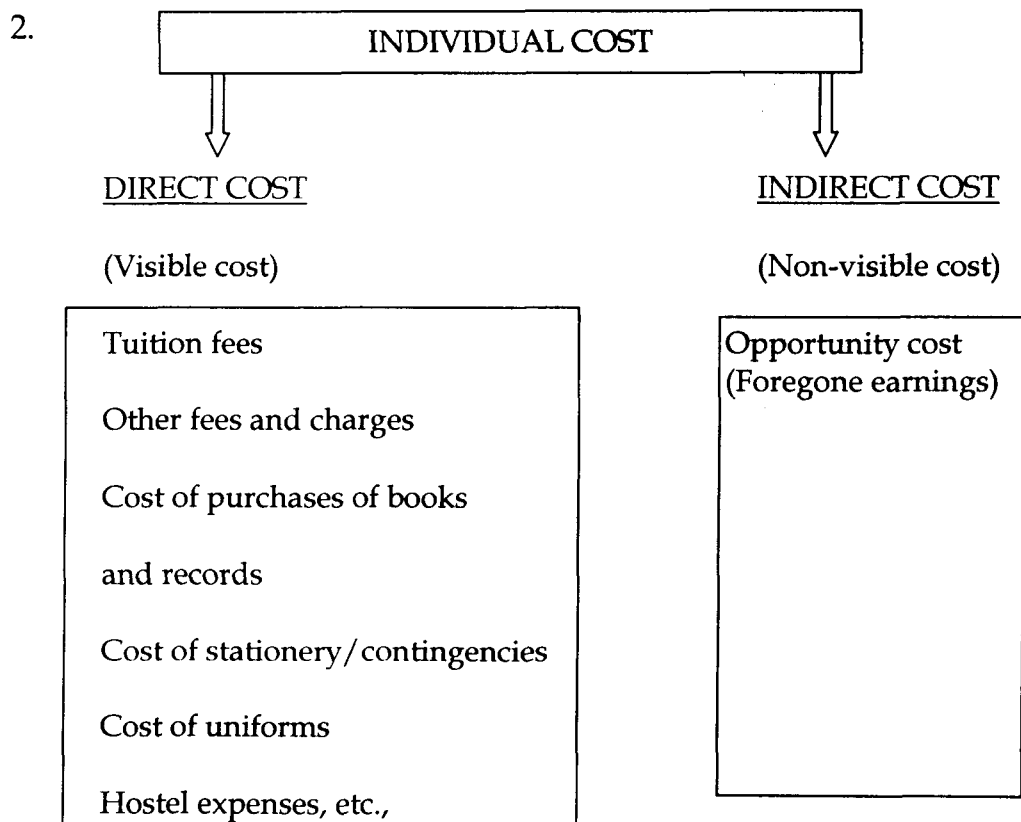 2.
INDIVIDUAL COST
DIRECT COST
(Visible cost)
Tuition fees
Other fees and charges
Cost of purchases of books
and records
Cost of stationery/contingencies
Cost of uniforms
Hostel expenses, etc.,
INDIRECT COST
(Non-visible cost)
Opportunity cost
(Foregone earnings)